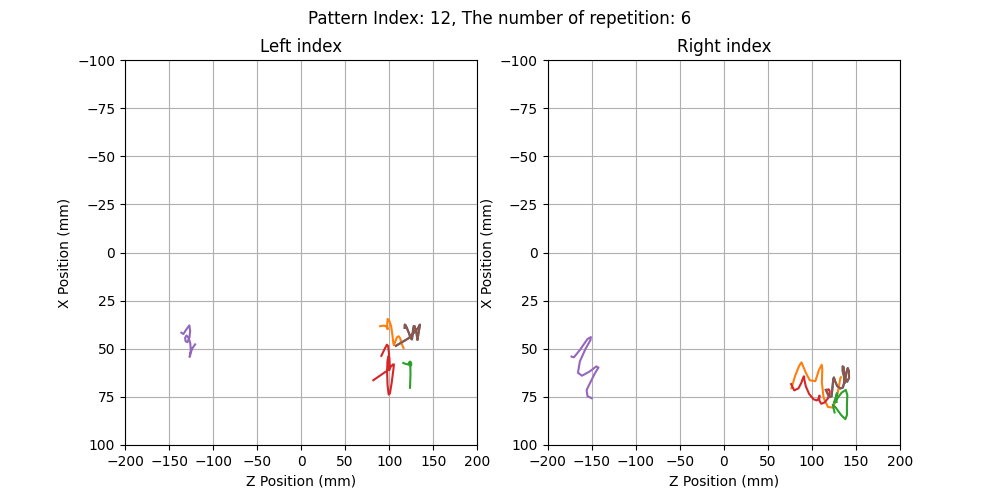 Pattern Index: 12, The number of repetition: 6
Left index
Right index
X Position (mm)
−100
−75
−50
−25
0
25
50
75
100
−200 −150 −100 −50 0 50 100 150 200
Z Position (mm)
X Position (mm)
−100
−75
−50
−25
0
25
50
75
100
−200 −150 −100 −50 0 50 100 150 200
Z Position (mm)